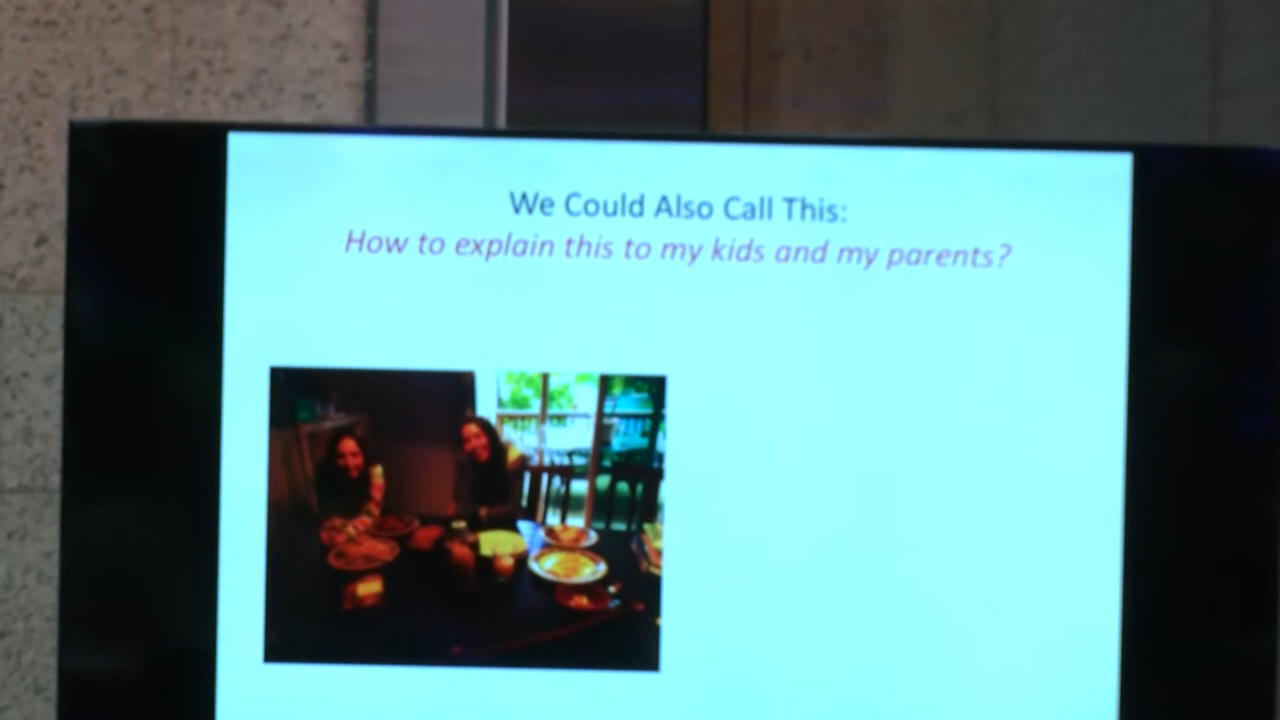 We Could Also Call This:
How to explain this to my kids and my parents?